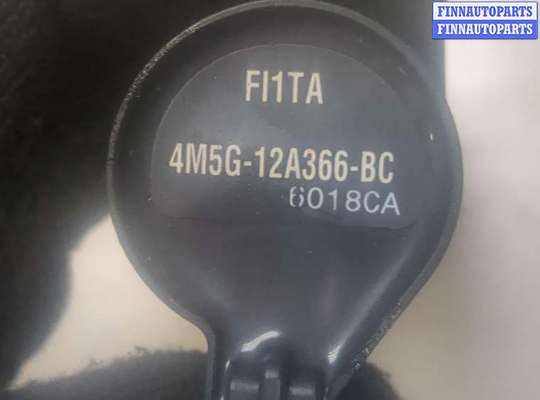 FINNAUTOPARTS
FINNAUTOPARTS
FI1TA
4M5G-12A366-BC
6018CA